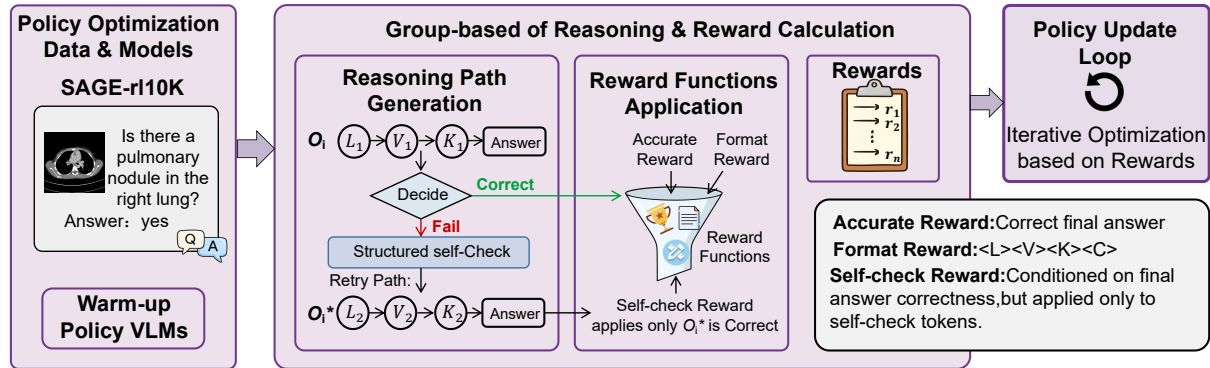 Policy Optimization
Data & Models
SAGE-rl10K
Is there a
pulmonary
nodule in the
right lung?
Answer: yes
Q
A
Warm-up
Policy VLMs
Group-based of Reasoning & Reward Calculation
Reasoning Path
Generation
Oi L1 V1 K1 Answer
Decide
Correct
Fail
Structured self-Check
Retry Path:
Oi* L2 V2 K2 Answer
Reward Functions
Application
Accurate
Reward
Format
Reward
Reward
Functions
Self-check Reward
applies only Oi* is Correct
Rewards
r1
r2
⋮
rn
Policy Update
Loop
Iterative Optimization
based on Rewards
Accurate Reward:Correct final answer
Format Reward:<L><V><K><C>
Self-check Reward:Conditioned on final
answer correctness,but applied only to
self-check tokens.